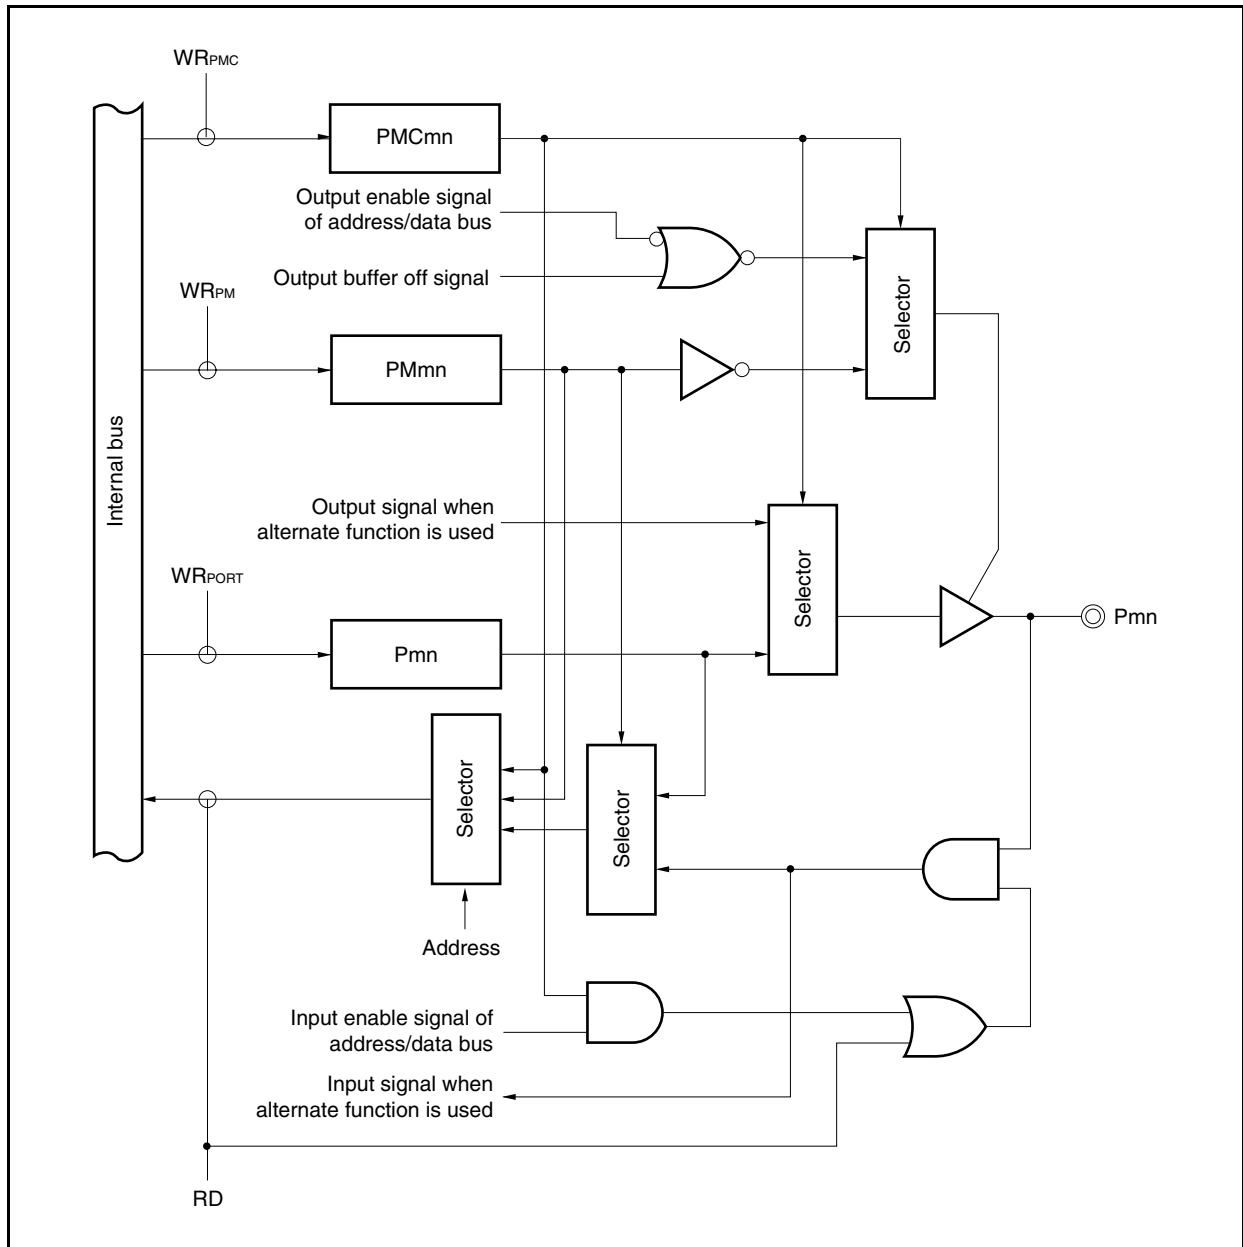 WRPMC
PMCmn
Output enable signal
of address/data bus
Output buffer off signal
Selector
WRPM
PMmn
Internal bus
Output signal when
alternate function is used
Selector
WRPORT
Pmn
Pmn
Selector
Selector
Address
Input enable signal of
address/data bus
Input signal when
alternate function is used
RD